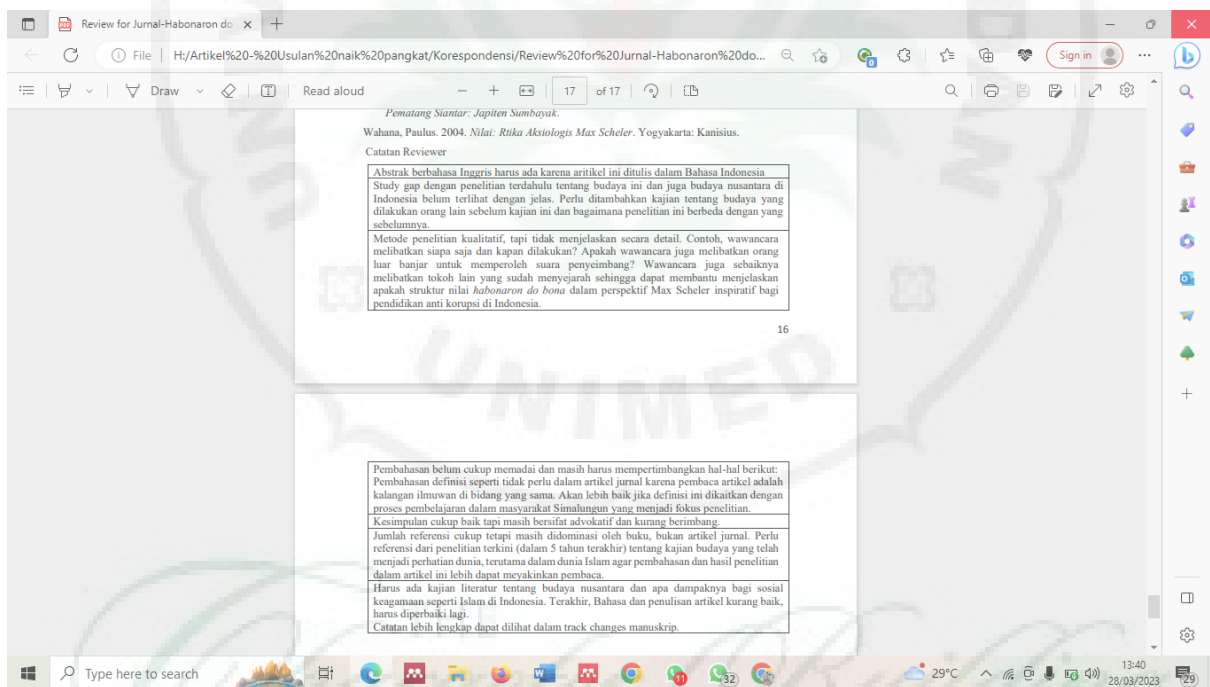 Review for Jurnal-Habonaron do
File
H:/Artikel%20-%20Usulan%20naik%20pangkat/Korespondensi/Review%20for%20Jurnal-Habonaron%20do...
Sign in
Draw
Read aloud
17 of 17
Pematang Siantar: Japiten Sumbayak.
Wahana, Paulus. 2004. Nilai: Rtika Aksiologis Max Scheler. Yogyakarta: Kanisius.
Catatan Reviewer
Abstrak berbahasa Inggris harus ada karena aritikel ini ditulis dalam Bahasa Indonesia
Study gap dengan penelitian terdahulu tentang budaya ini dan juga budaya nusantara di
Indonesia belum terlihat dengan jelas. Perlu ditambahkan kajian tentang budaya yang
dilakukan orang lain sebelum kajian ini dan bagaimana penelitian ini berbeda dengan yang
sebelumnya.
Metode penelitian kualitatif, tapi tidak menjelaskan secara detail. Contoh, wawancara
melibatkan siapa saja dan kapan dilakukan? Apakah wawancara juga melibatkan orang
luar banjar untuk memperoleh suara penyeimbang? Wawancara juga sebaiknya
melibatkan tokoh lain yang sudah menyejarah sehingga dapat membantu menjelaskan
apakah struktur nilai habonaron do bona dalam perspektif Max Scheler inspiratif bagi
pendidikan anti korupsi di Indonesia.
16
UNIMED
Pembahasan belum cukup memadai dan masih harus mempertimbangkan hal-hal berikut:
Pembahasan definisi seperti tidak perlu dalam artikel jurnal karena pembaca artikel adalah
kalangan ilmuwan di bidang yang sama. Akan lebih baik jika definisi ini dikaitkan dengan
proses pembelajaran dalam masyarakat Simalungun yang menjadi fokus penelitian.
Kesimpulan cukup baik tapi masih bersifat advokatif dan kurang berimbang.
Jumlah referensi cukup tetapi masih didominasi oleh buku, bukan artikel jurnal. Perlu
referensi dari penelitian terkini (dalam 5 tahun terakhir) tentang kajian budaya yang telah
menjadi perhatian dunia, terutama dalam dunia Islam agar pembahasan dan hasil penelitian
dalam artikel ini lebih dapat meyakinkan pembaca.
Harus ada kajian literatur tentang budaya nusantara dan apa dampaknya bagi sosial
keagamaan seperti Islam di Indonesia. Terakhir, Bahasa dan penulisan artikel kurang baik,
harus diperbaiki lagi.
Catatan lebih lengkap dapat dilihat dalam track changes manuskrip.
Type here to search
29°C
13:40
28/03/2023